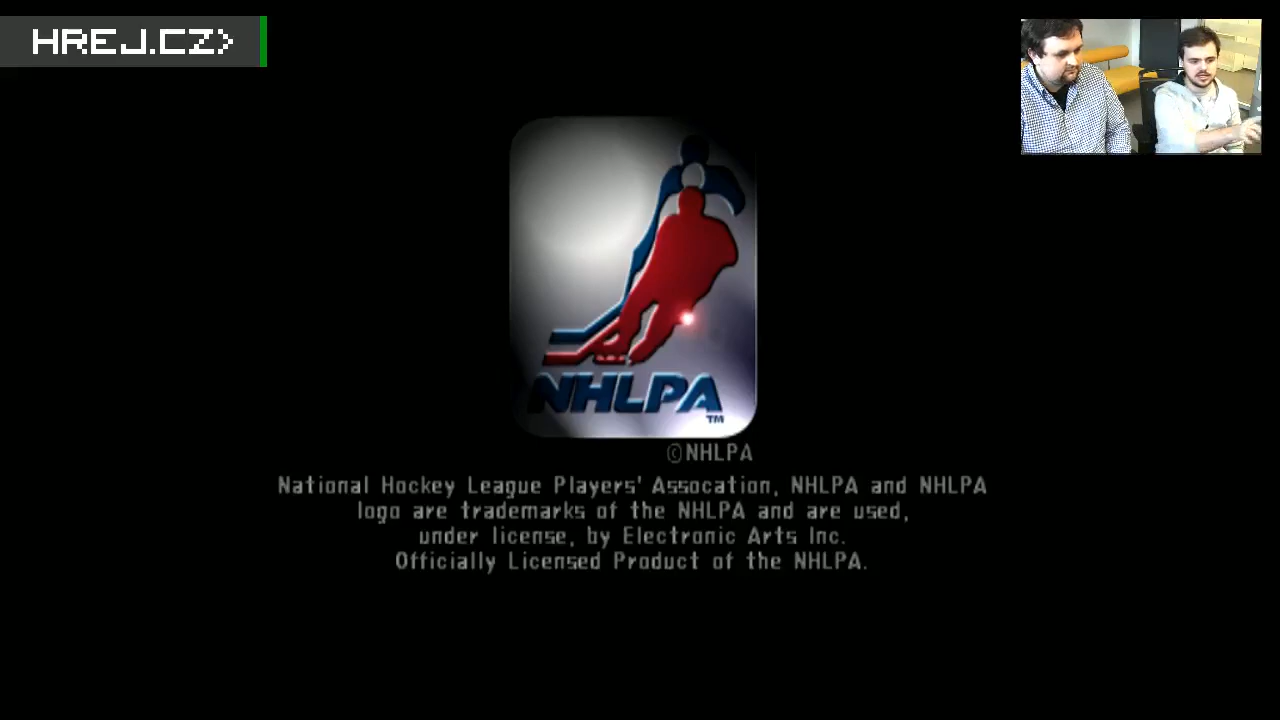 HREJ.CZ>
NHLPA
TM
©NHLPA
National Hockey League Players' Assocation, NHLPA and NHLPA
logo are trademarks of the NHLPA and are used,
under license, by Electronic Arts Inc.
Officially Licensed Product of the NHLPA.